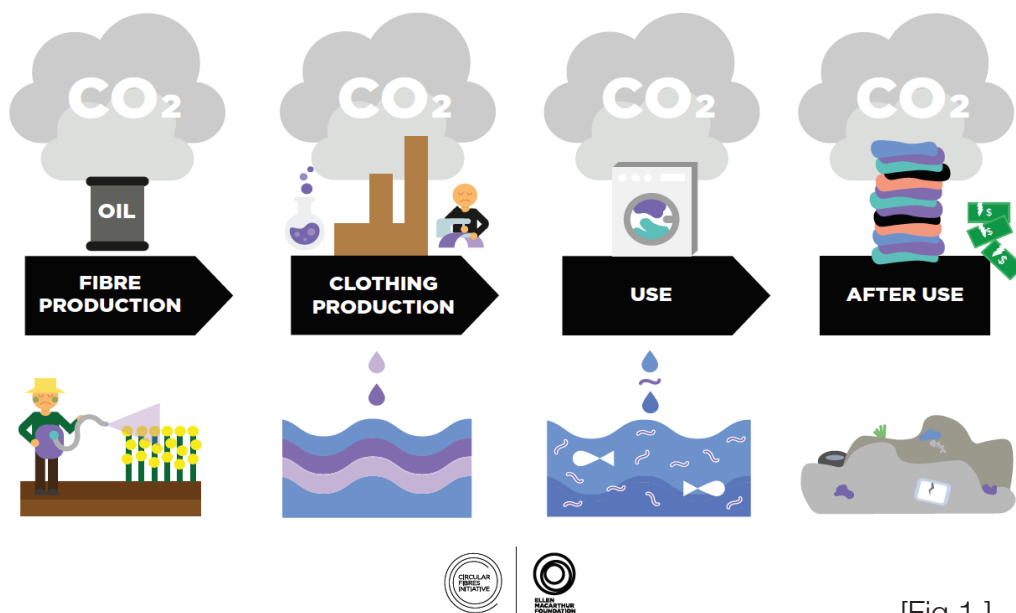 CO2
CO2
CO2
CO2
OIL
$
$
$
FIBRE
PRODUCTION
CLOTHING
PRODUCTION
USE
AFTER USE
CIRCULAR
FIBRES
INITIATIVE
ELLEN
MACARTHUR
FOUNDATION
[Fig 1 ]